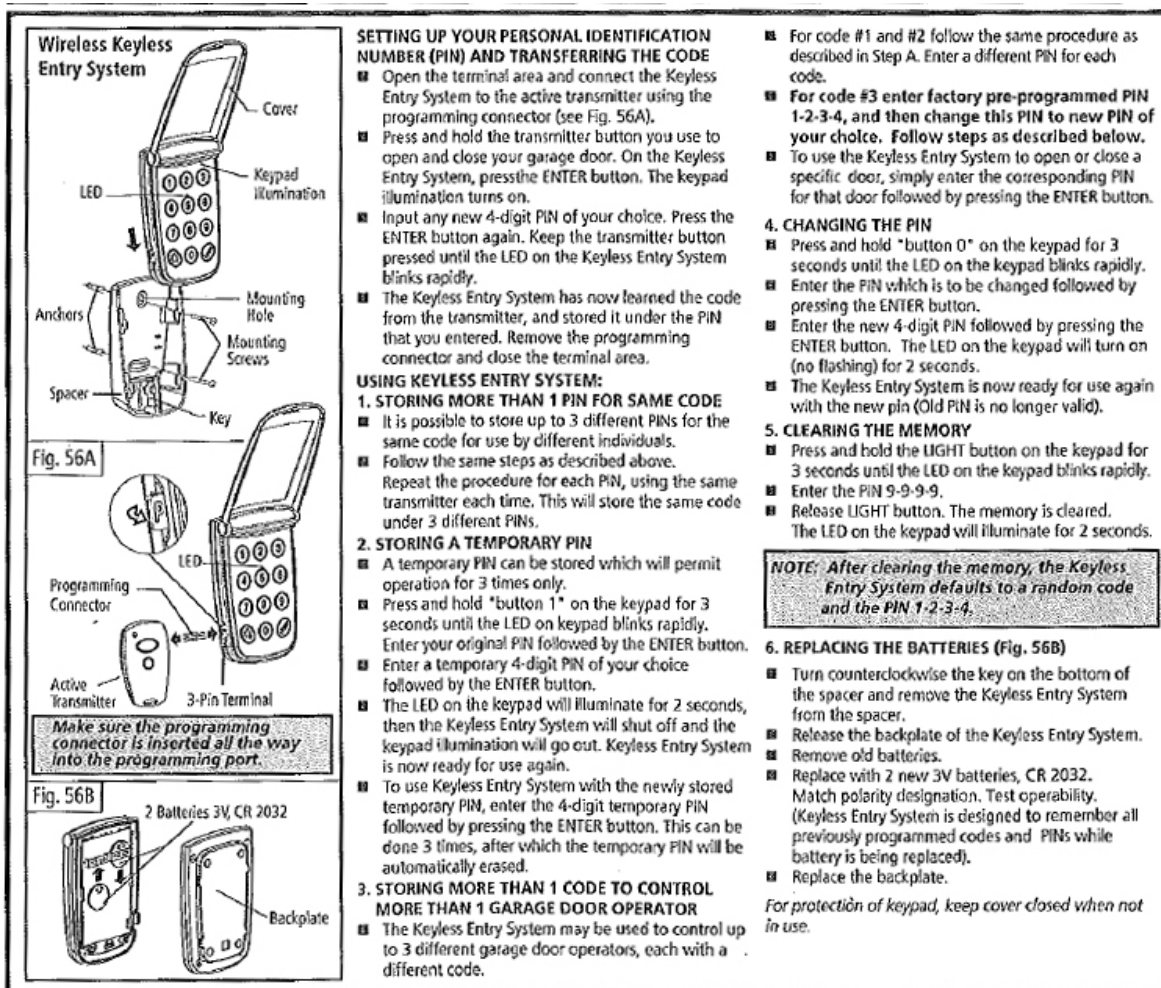 Wireless Keyless
Entry System
Cover
Keypad
Illumination
LED
Anchors
Mounting
Hole
Mounting
Screws
Spacer
Key
Fig. 56A
LED
Programming
Connector
Active
Transmitter
3-Pin Terminal
Make sure the programming
connector is inserted all the way
into the programming port.
Fig. 56B
2 Batteries 3V, CR 2032
Backplate
SETTING UP YOUR PERSONAL IDENTIFICATION
NUMBER (PIN) AND TRANSFERRING THE CODE
Open the terminal area and connect the Keyless
Entry System to the active transmitter using the
programming connector (see Fig. 56A).
Press and hold the transmitter button you use to
open and close your garage door. On the Keyless
Entry System, pressthe ENTER button. The keypad
illumination turns on.
Input any new 4-digit PIN of your choice. Press the
ENTER button again. Keep the transmitter button
pressed until the LED on the Keyless Entry System
blinks rapidly.
The Keyless Entry System has now learned the code
from the transmitter, and stored it under the PIN
that you entered. Remove the programming
connector and close the terminal area.
USING KEYLESS ENTRY SYSTEM:
1. STORING MORE THAN 1 PIN FOR SAME CODE
It is possible to store up to 3 different PINs for the
same code for use by different individuals.
Follow the same steps as described above.
Repeat the procedure for each PIN, using the same
transmitter each time. This will store the same code
under 3 different PINs.
2. STORING A TEMPORARY PIN
A temporary PIN can be stored which will permit
operation for 3 times only.
Press and hold "button 1" on the keypad for 3
seconds until the LED on keypad blinks rapidly.
Enter your original PIN followed by the ENTER button.
Enter a temporary 4-digit PIN of your choice
followed by the ENTER button.
The LED on the keypad will illuminate for 2 seconds,
then the Keyless Entry System will shut off and the
keypad illumination will go out. Keyless Entry System
is now ready for use again.
To use Keyless Entry System with the newly stored
temporary PIN, enter the 4-digit temporary PIN
followed by pressing the ENTER button. This can be
done 3 times, after which the temporary PIN will be
automatically erased.
3. STORING MORE THAN 1 CODE TO CONTROL
MORE THAN 1 GARAGE DOOR OPERATOR
The Keyless Entry System may be used to control up
to 3 different garage door operators, each with a
different code.
For code #1 and #2 follow the same procedure as
described in Step A. Enter a different PIN for each
code.
For code #3 enter factory pre-programmed PIN
1-2-3-4, and then change this PIN to new PIN of
your choice. Follow steps as described below.
To use the Keyless Entry System to open or close a
specific door, simply enter the corresponding PIN
for that door followed by pressing the ENTER button.
4. CHANGING THE PIN
Press and hold "button 0" on the keypad for 3
seconds until the LED on the keypad blinks rapidly.
Enter the PIN which is to be changed followed by
pressing the ENTER button.
Enter the new 4-digit PIN followed by pressing the
ENTER button. The LED on the keypad will turn on
(no flashing) for 2 seconds.
The Keyless Entry System is now ready for use again
with the new pin (Old PIN is no longer valid).
5. CLEARING THE MEMORY
Press and hold the LIGHT button on the keypad for
3 seconds until the LED on the keypad blinks rapidly.
Enter the PIN 9-9-9-9.
Release LIGHT button. The memory is cleared.
The LED on the keypad will illuminate for 2 seconds.
NOTE: After clearing the memory, the Keyless
Entry System defaults to a random code
and the PIN 1-2-3-4.
6. REPLACING THE BATTERIES (Fig. 56B)
Turn counterclockwise the key on the bottom of
the spacer and remove the Keyless Entry System
from the spacer.
Release the backplate of the Keyless Entry System.
Remove old batteries.
Replace with 2 new 3V batteries, CR 2032.
Match polarity designation. Test operability.
(Keyless Entry System is designed to remember all
previously programmed codes and PINs while
battery is being replaced).
Replace the backplate.
For protection of keypad, keep cover closed when not
in use.